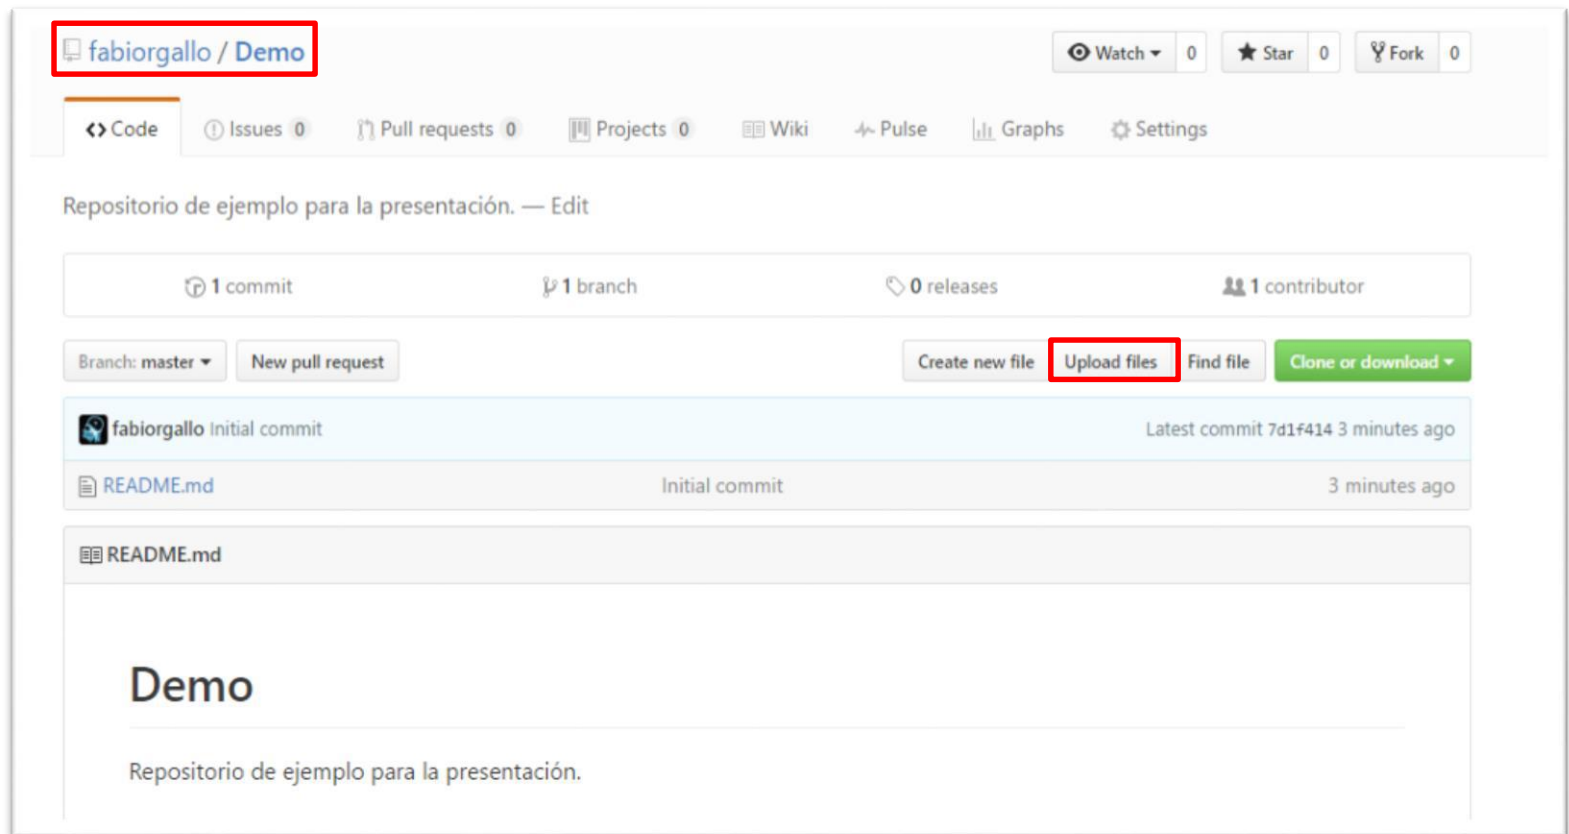 fabiorgallo / Demo Watch 0 Star 0 Fork 0
Code Issues 0 Pull requests 0 Projects 0 Wiki Pulse Graphs Settings
Repositorio de ejemplo para la presentación. — Edit
1 commit 1 branch 0 releases 1 contributor
Branch: master New pull request Create new file Upload files Find file Clone or download
fabiorgallo Initial commit Latest commit 7d1f414 3 minutes ago
README.md Initial commit 3 minutes ago
README.md
Demo
Repositorio de ejemplo para la presentación.